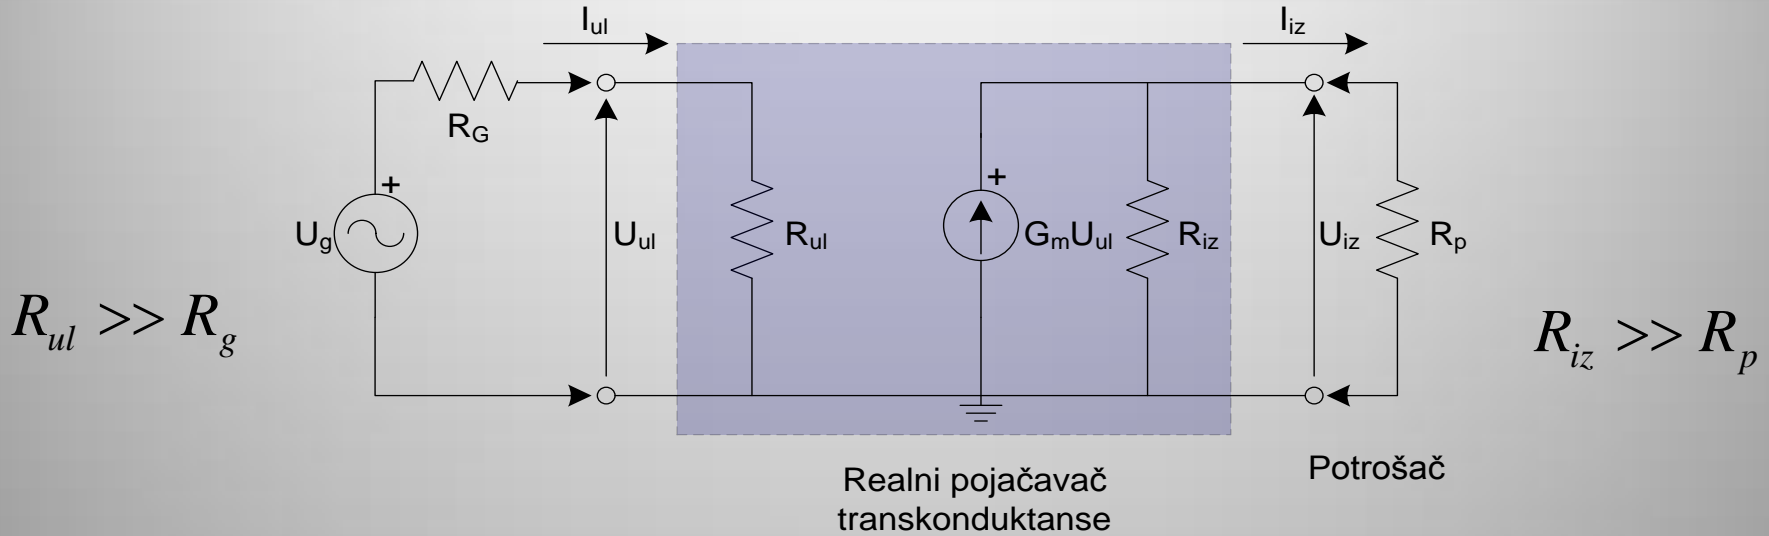 I_ul
I_iz
R_G
+
+
U_g
U_ul
R_ul
G_mU_ul
R_iz
U_iz
R_p
R_ul >> R_g
R_iz >> R_p
Realni pojačavač
transkonduktanse
Potrošač